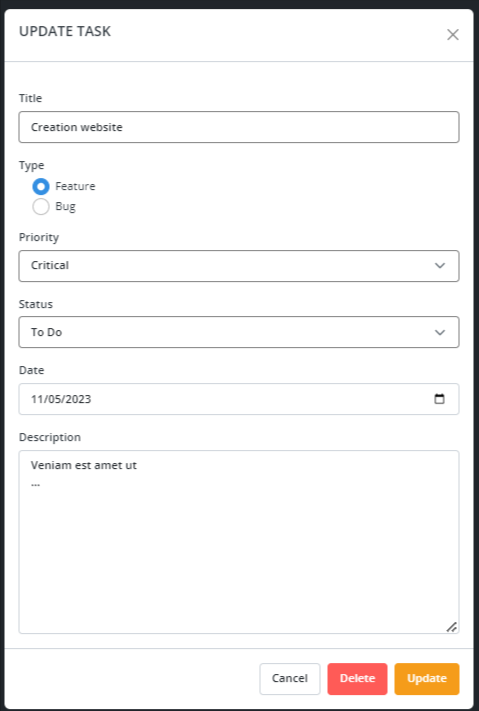 UPDATE TASK
Title
Creation website
Type
Feature
Bug
Priority
Critical
Status
To Do
Date
11/05/2023
Description
Veniam est amet ut
...
Cancel Delete Update